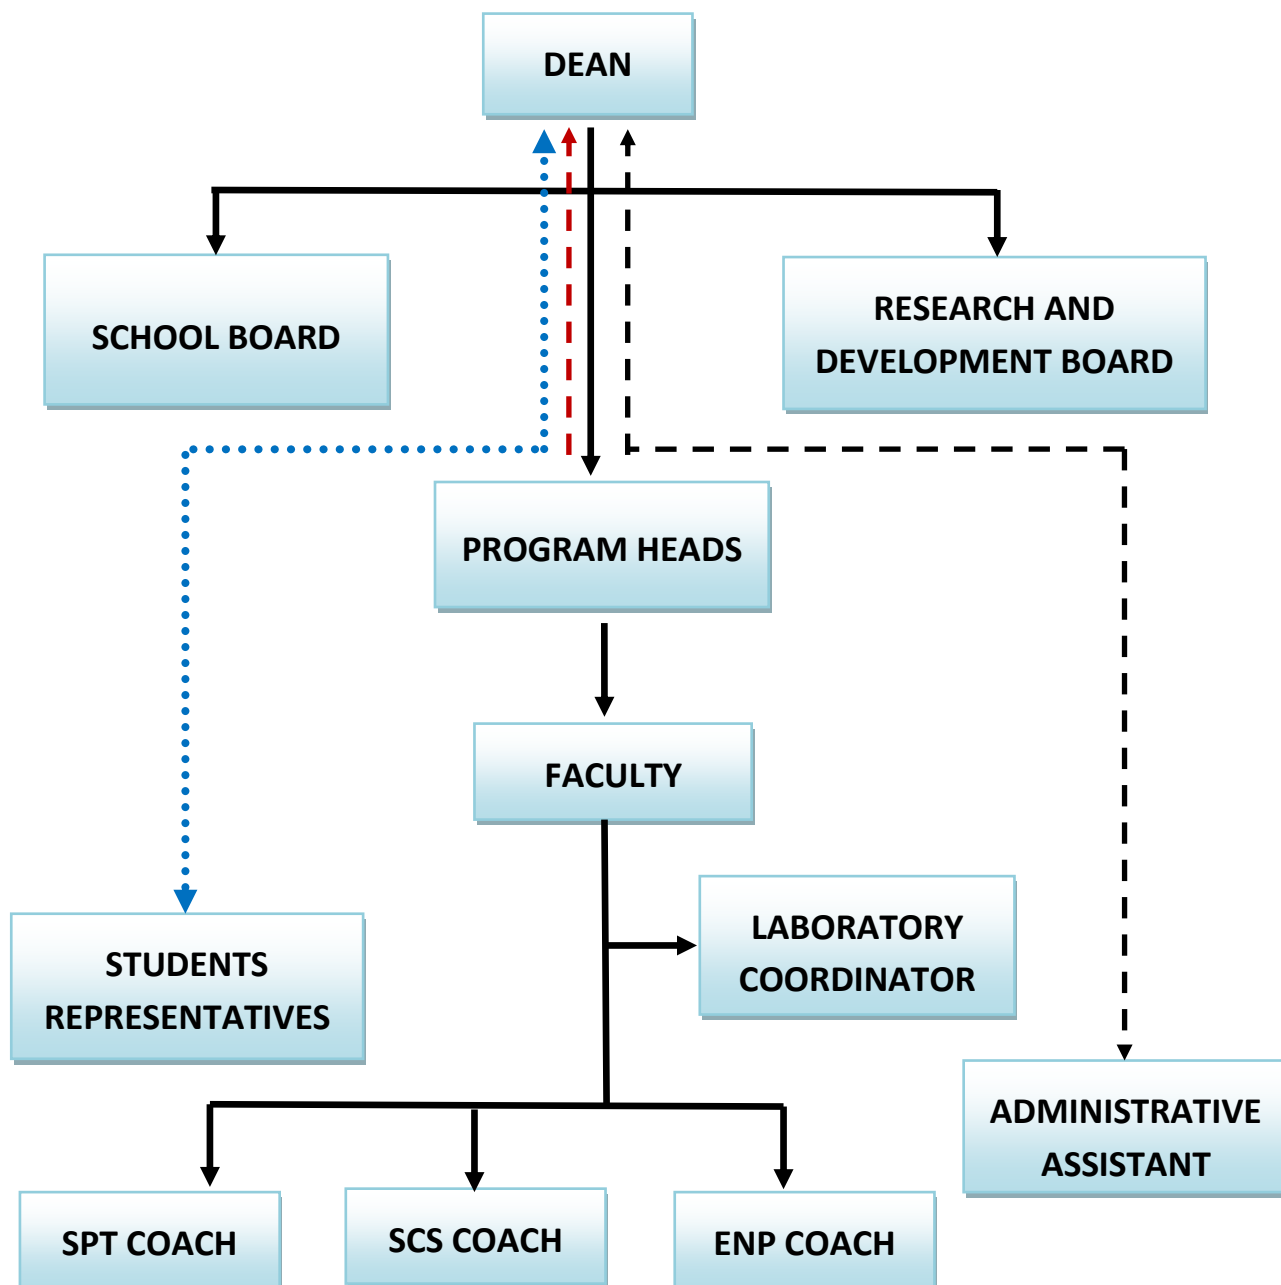 DEAN
SCHOOL BOARD
RESEARCH AND
DEVELOPMENT BOARD
PROGRAM HEADS
FACULTY
LABORATORY
COORDINATOR
STUDENTS
REPRESENTATIVES
ADMINISTRATIVE
ASSISTANT
SPT COACH
SCS COACH
ENP COACH